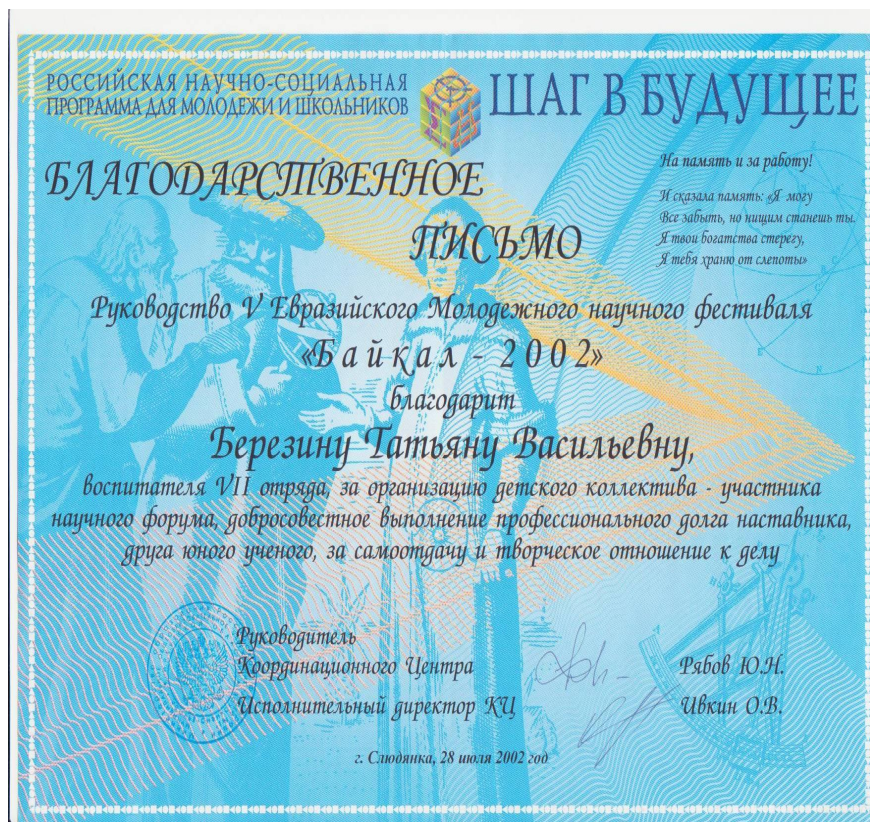 РОССИЙСКАЯ НАУЧНО-СОЦИАЛЬНАЯ
ПРОГРАММА ДЛЯ МОЛОДЕЖИ И ШКОЛЬНИКОВ
ШАГ В БУДУЩЕЕ
БЛАГОДАРСТВЕННОЕ
ПИСЬМО
На память и за работу!
И сказала память: «Я могу
Все забыть, но нищим станешь ты.
Я твои богатства стерегу,
Я тебя храню от слепоты»
Руководство V Евразийского Молодежного научного фестиваля
«Байкал - 2002»
благодарит
Березину Татьяну Васильевну,
воспитателя VII отряда, за организацию детского коллектива - участника
научного форума, добросовестное выполнение профессионального долга наставника,
друга юного ученого, за самоотдачу и творческое отношение к делу
Руководитель
Координационного Центра Рябов Ю.Н.
Исполнительный директор КЦ Ивкин О.В.
г. Слюдянка, 28 июля 2002 год